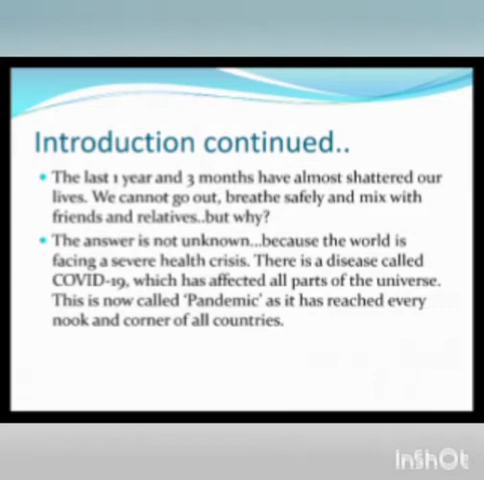 Introduction continued..
The last 1 year and 3 months have almost shattered our
lives. We cannot go out, breathe safely and mix with
friends and relatives..but why?
The answer is not unknown...because the world is
facing a severe health crisis. There is a disease called
COVID-19, which has affected all parts of the universe.
This is now called 'Pandemic' as it has reached every
nook and corner of all countries.
InShOt